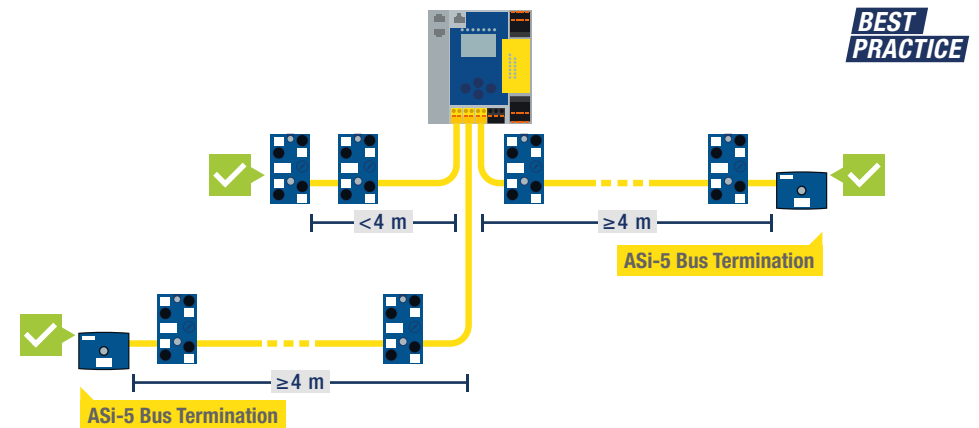 BEST
PRACTICE
<4 m
≥4 m
ASi-5 Bus Termination
≥4 m
ASi-5 Bus Termination